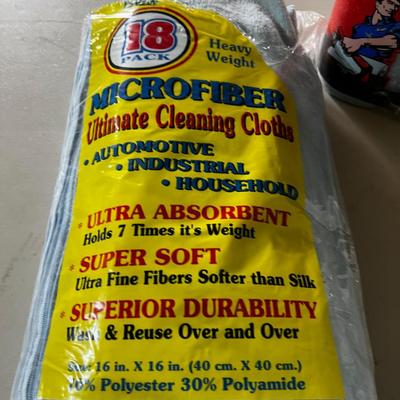 18
PACK
Heavy
Weight
MICROFIBER
Ultimate Cleaning Cloths
• AUTOMOTIVE
• INDUSTRIAL
• HOUSEHOLD
* ULTRA ABSORBENT
Holds 7 Times it's Weight
* SUPER SOFT
Ultra Fine Fibers Softer than Silk
* SUPERIOR DURABILITY
Wash & Reuse Over and Over
Size: 16 in. X 16 in. (40 cm. X 40 cm.)
70% Polyester 30% Polyamide